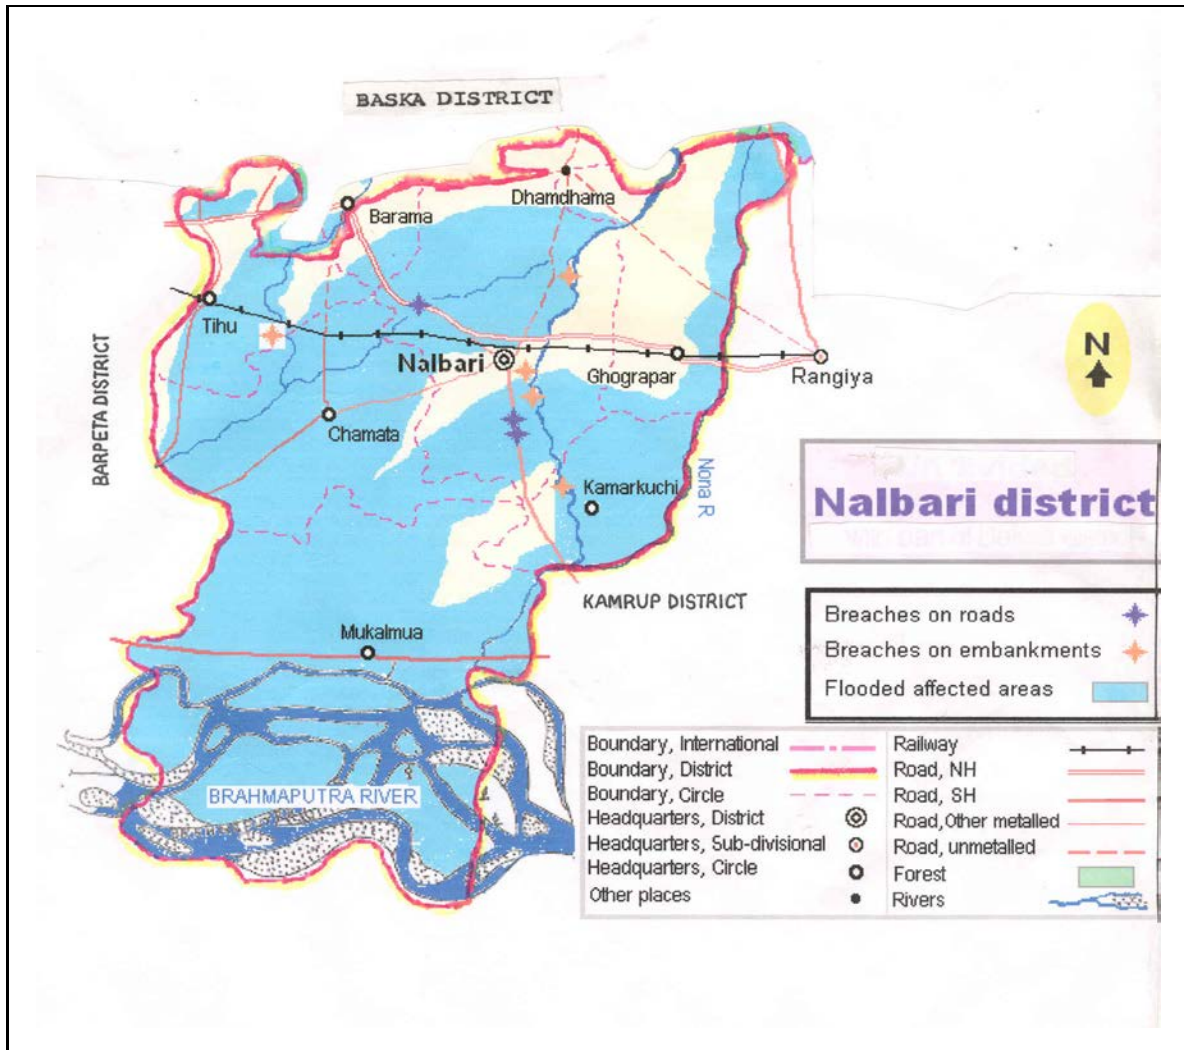 BASKA DISTRICT
Dhamdhama
Barama
Tihu
Nalbari
Ghograpar
Rangiya
N
BARPETA DISTRICT
Chamata
Kamarkuchi
Nona R
Nalbari district
KAMRUP DISTRICT
Mukalmua
BRAHMAPUTRA RIVER
Breaches on roads
Breaches on embankments
Flooded affected areas
Boundary, International
Boundary, District
Boundary, Circle
Headquarters, District
Headquarters, Sub-divisional
Headquarters, Circle
Other places
Railway
Road, NH
Road, SH
Road,Other metalled
Road, unmetalled
Forest
Rivers